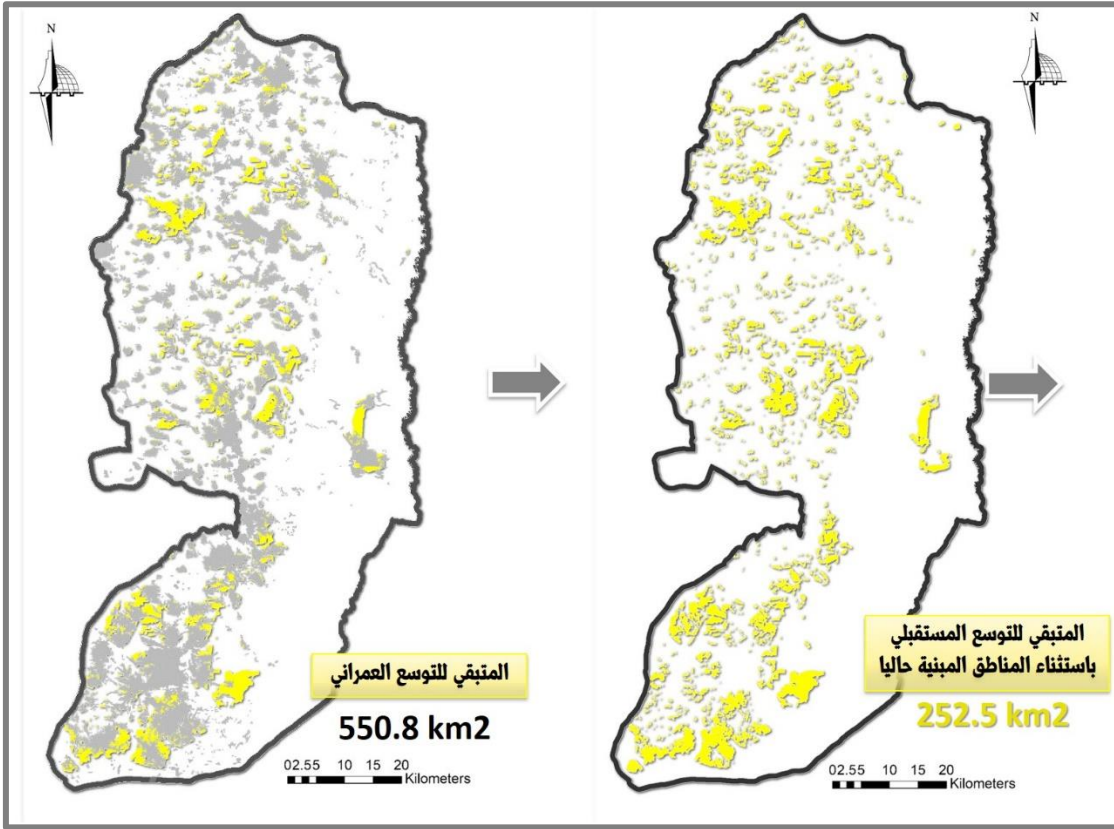 N
المتبقي للتوسع العمراني
550.8 km2
02.55 10 15 20
Kilometers
N
المتبقي للتوسع المستقبلي
باستثناء المناطق المبنية حاليا
252.5 km2
02.55 10 15 20
Kilometers